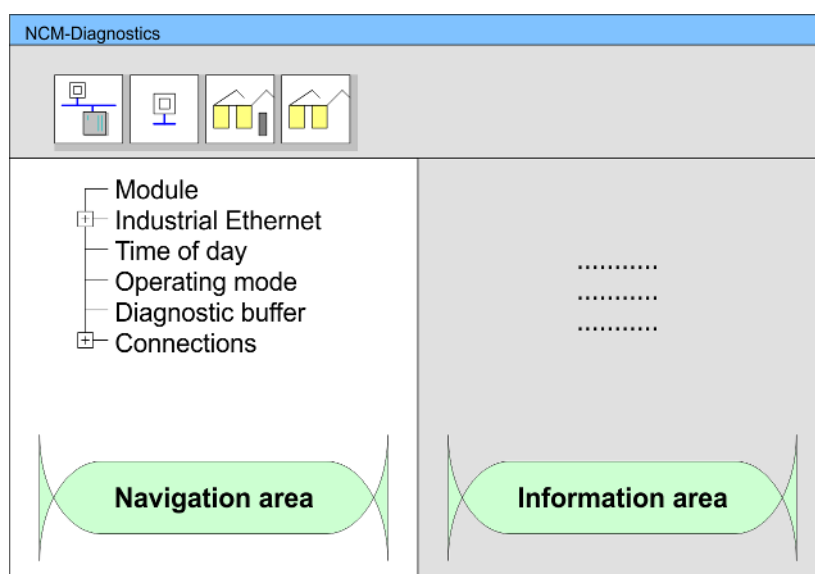 NCM-Diagnostics
Module
Industrial Ethernet
Time of day
Operating mode
Diagnostic buffer
Connections
...........
...........
...........
Navigation area
Information area